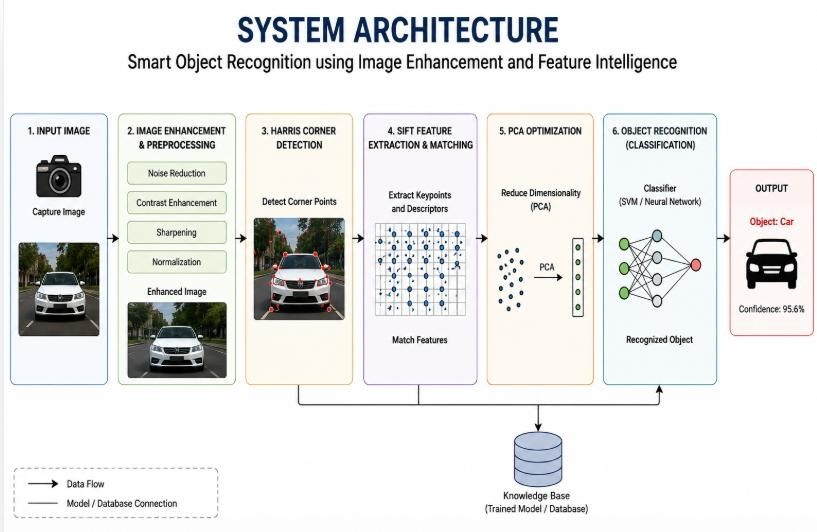 SYSTEM ARCHITECTURE
Smart Object Recognition using Image Enhancement and Feature Intelligence
1. INPUT IMAGE
Capture Image
2. IMAGE ENHANCEMENT
& PREPROCESSING
Noise Reduction
Contrast Enhancement
Sharpening
Normalization
Enhanced Image
3. HARRIS CORNER
DETECTION
Detect Corner Points
4. SIFT FEATURE
EXTRACTION & MATCHING
Extract Keypoints
and Descriptors
Match Features
5. PCA OPTIMIZATION
Reduce Dimensionality
(PCA)
PCA
6. OBJECT RECOGNITION
(CLASSIFICATION)
Classifier
(SVM / Neural Network)
Recognized Object
OUTPUT
Object: Car
Confidence: 95.6%
Knowledge Base
(Trained Model / Database)
Data Flow
Model / Database Connection